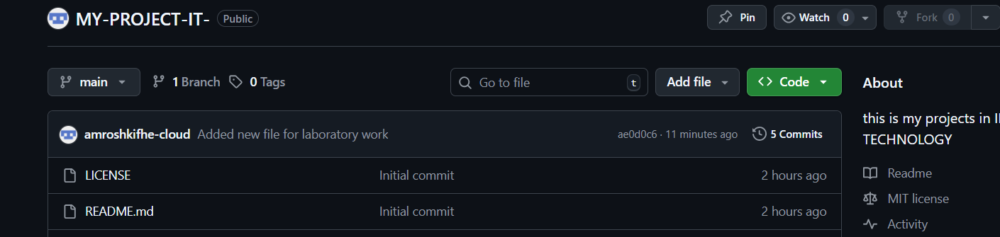 MY-PROJECT-IT- Public Pin Watch 0 Fork 0
main 1 Branch 0 Tags Go to file t Add file <> Code
About
this is my projects in
TECHNOLOGY
amroshkifhe-cloud Added new file for laboratory work ae0d0c6 · 11 minutes ago 5 Commits
LICENSE Initial commit 2 hours ago
Readme
MIT license
README.md Initial commit 2 hours ago
Activity